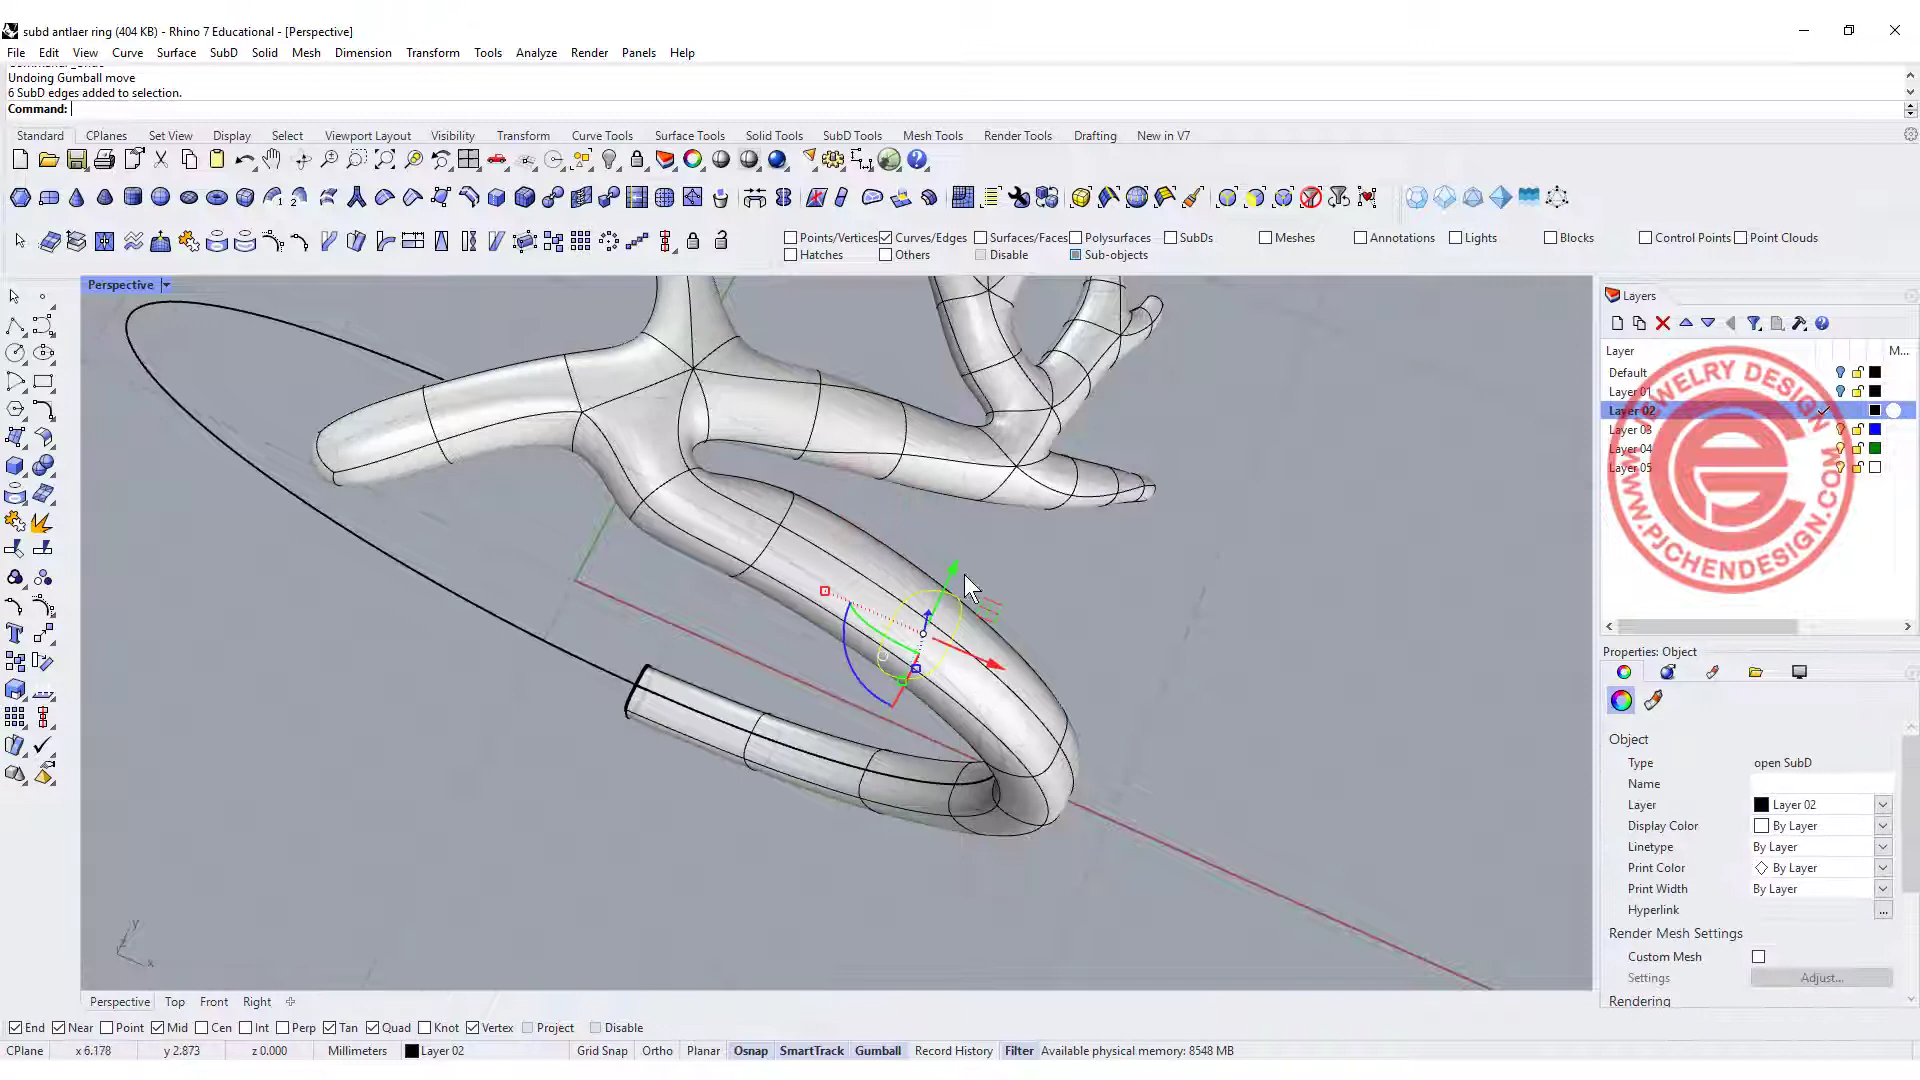 subd antlaer ring (404 KB) - Rhino 7 Educational - [Perspective]
File Edit View Curve Surface SubD Solid Mesh Dimension Transform Tools Analyze Render Panels Help
Undoing Gumball move
6 SubD edges added to selection.
Command:
Standard CPlanes Set View Display Select Viewport Layout Visibility Transform Curve Tools Surface Tools Solid Tools SubD Tools Mesh Tools Render Tools Drafting New in V7
Points/Vertices Curves/Edges Surfaces/Faces Polysurfaces SubDs Meshes Annotations Lights Blocks Control Points Point Clouds
Hatches Others Disable Sub-objects
Perspective
Layers
Layer M...
Default
Layer 01
Layer 02
Layer 03
Layer 04
Layer 05
JEWELRY DESIGN
WWW.PJCHENDESIGN.COM
Properties: Object
Object
Type open SubD
Name
Layer Layer 02
Display Color By Layer
Linetype By Layer
Print Color By Layer
Print Width By Layer
Hyperlink ...
Render Mesh Settings
Custom Mesh
Settings Adjust...
Rendering
y
z
x
Perspective Top Front Right
End Near Point Mid Cen Int Perp Tan Quad Knot Vertex Project Disable
CPlane x 6.178 y 2.873 z 0.000 Millimeters Layer 02 Grid Snap Ortho Planar Osnap SmartTrack Gumball Record History Filter Available physical memory: 8548 MB